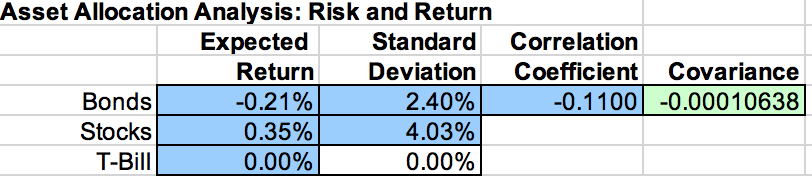 Asset Allocation Analysis: Risk and Return
Expected Standard Correlation
Return Deviation Coefficient Covariance
Bonds -0.21% 2.40% -0.1100 -0.00010638
Stocks 0.35% 4.03%
T-Bill 0.00% 0.00%